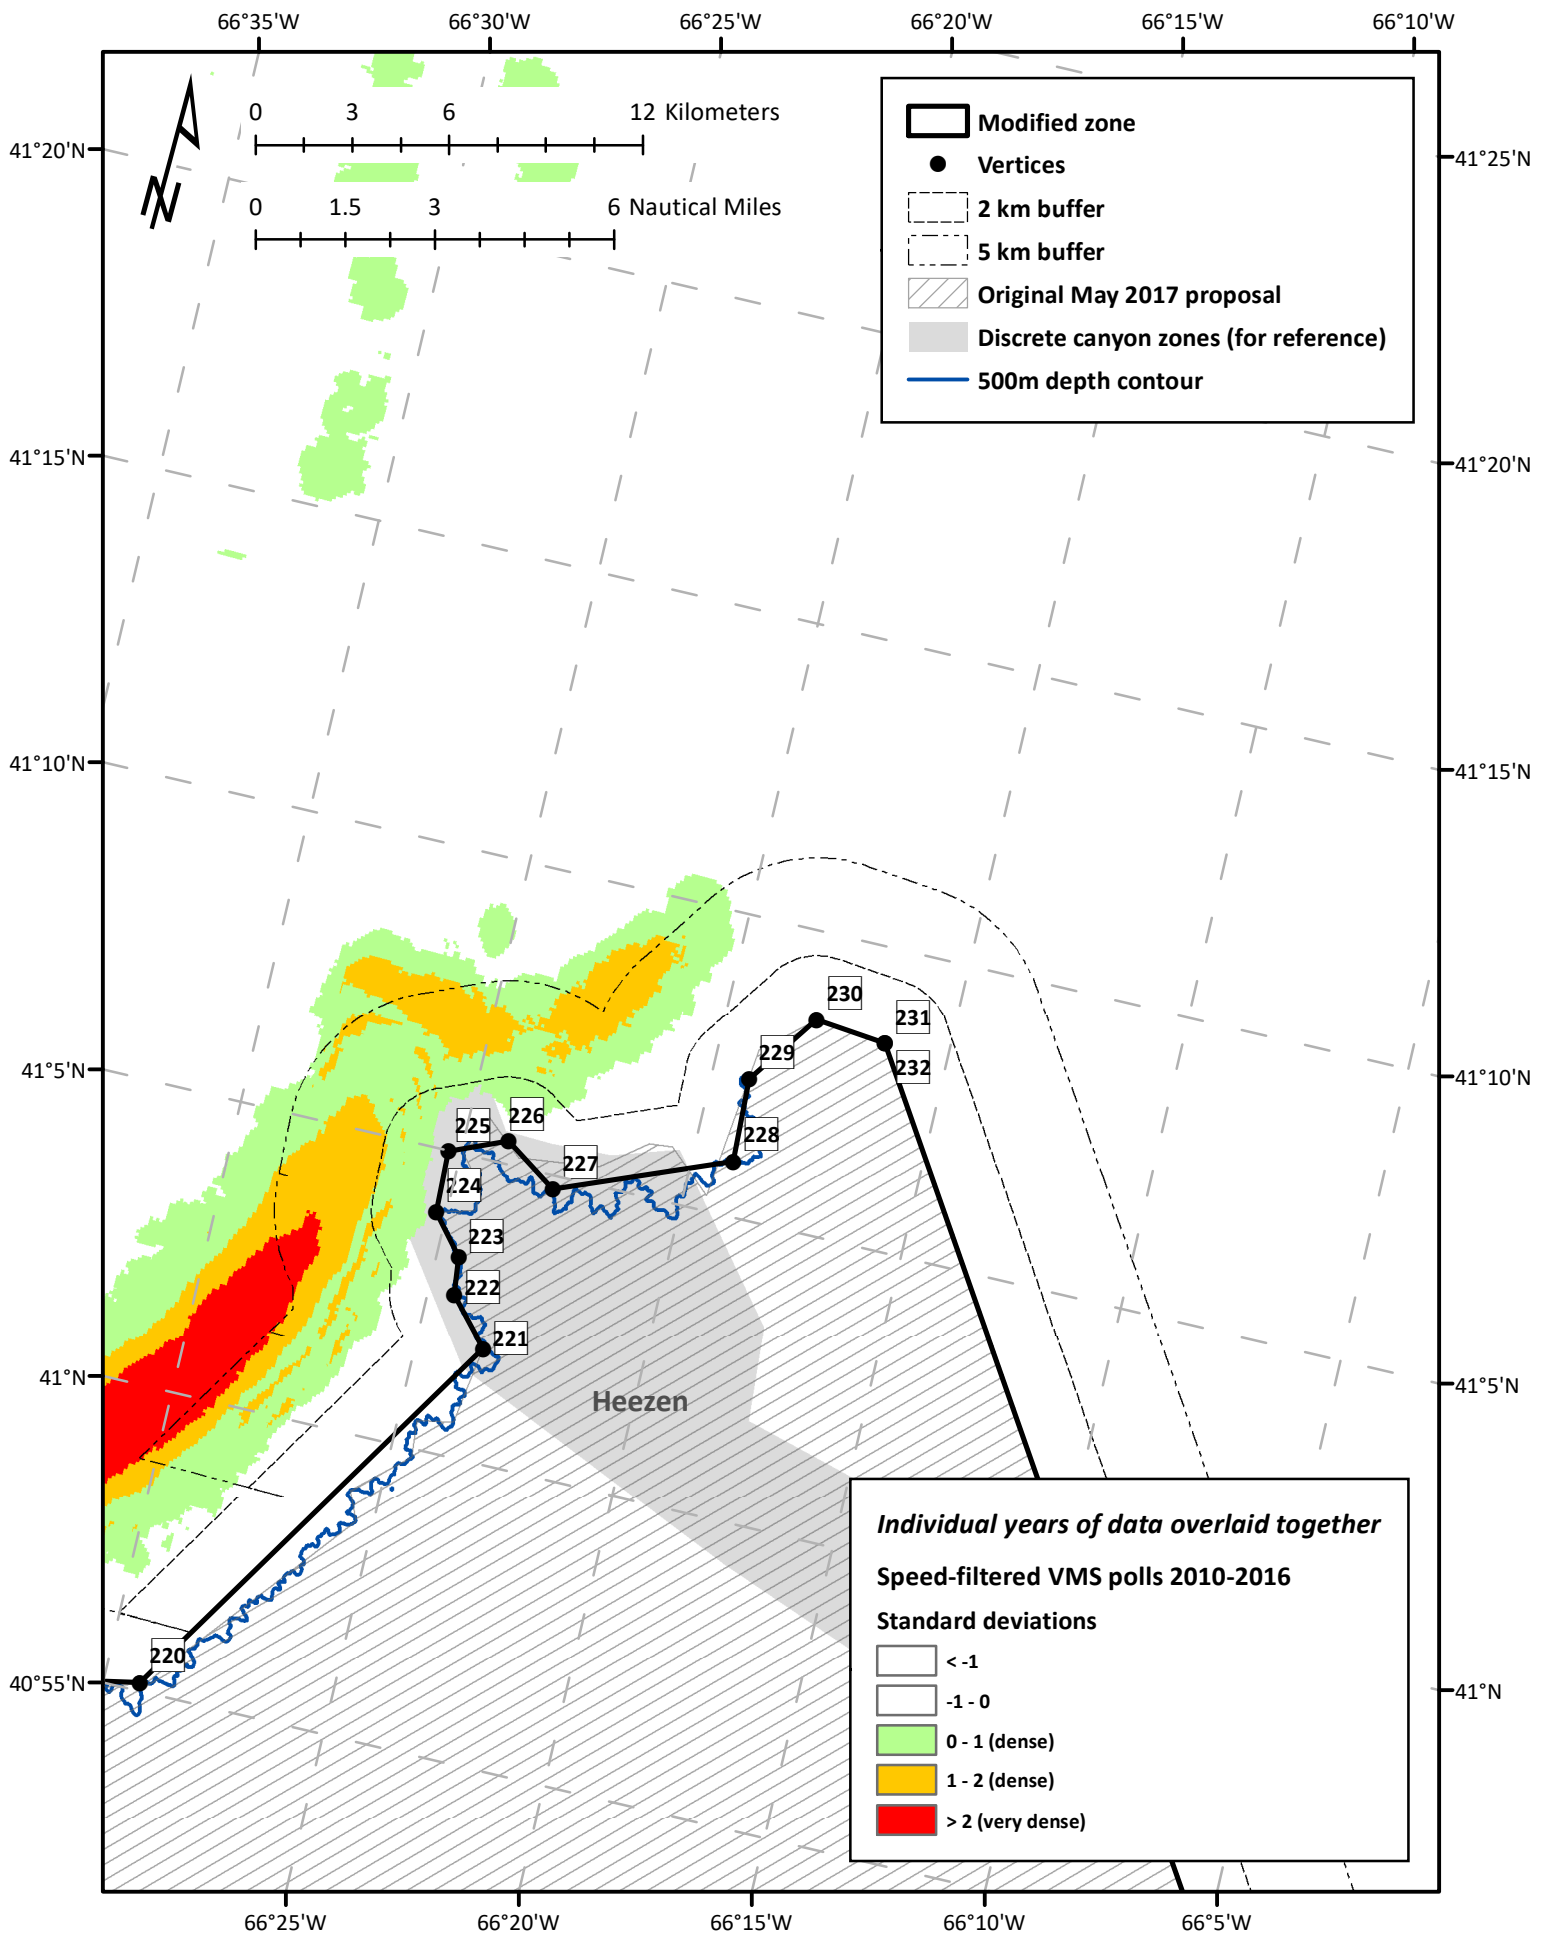 66°35'W 66°30'W 66°25'W 66°20'W 66°15'W 66°10'W
N
0 3 6 12 Kilometers
0 1.5 3 6 Nautical Miles
Modified zone
Vertices
2 km buffer
5 km buffer
Original May 2017 proposal
Discrete canyon zones (for reference)
500m depth contour
41°20'N
41°15'N
41°10'N
41°5'N
41°N
40°55'N
41°25'N
41°20'N
41°15'N
41°10'N
41°5'N
41°N
230
231
229
232
226
225
228
227
224
223
222
221
Heezen
220
Individual years of data overlaid together
Speed-filtered VMS polls 2010-2016
Standard deviations
< -1
-1 - 0
0 - 1 (dense)
1 - 2 (dense)
> 2 (very dense)
66°25'W 66°20'W 66°15'W 66°10'W 66°5'W